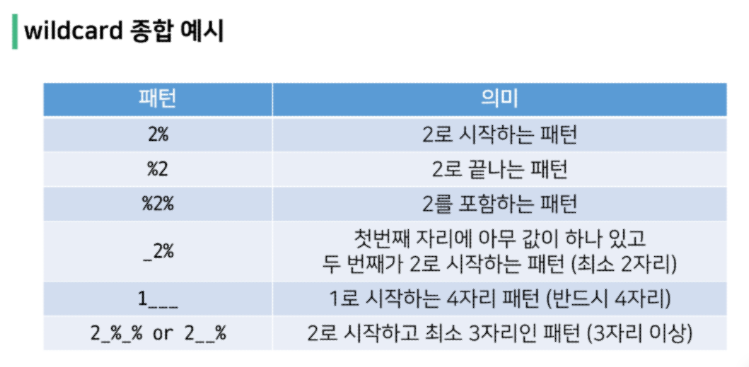 wildcard 종합 예시
패턴 의미
2% 2로 시작하는 패턴
%2 2로 끝나는 패턴
%2% 2를 포함하는 패턴
_2% 첫번째 자리에 아무 값이 하나 있고
두 번째가 2로 시작하는 패턴 (최소 2자리)
1___ 1로 시작하는 4자리 패턴 (반드시 4자리)
2_%_% or 2__% 2로 시작하고 최소 3자리인 패턴 (3자리 이상)